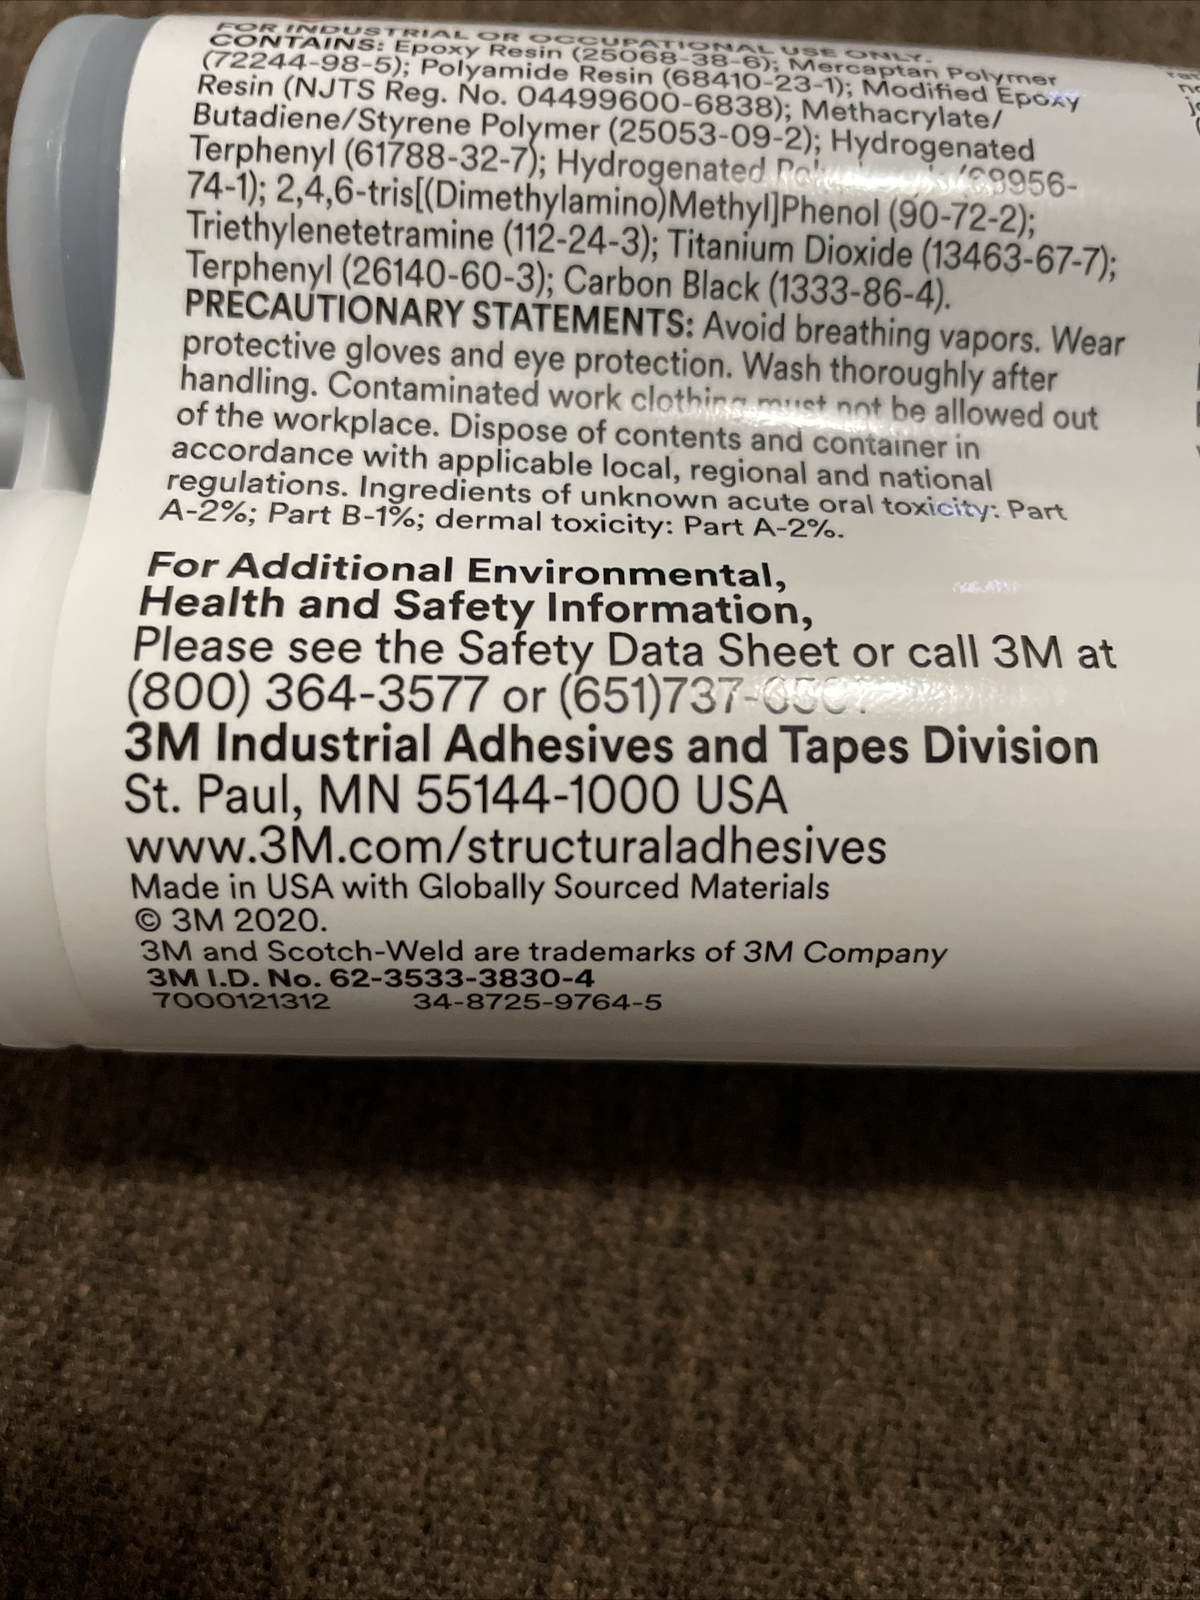 FOR INDUSTRIAL OR OCCUPATIONAL USE ONLY.
CONTAINS: Epoxy Resin (25068-38-6); Mercaptan Polymer
(72244-98-5); Polyamide Resin (68410-23-1); Modified Epoxy
Resin (NJTS Reg. No. 04499600-6838); Methacrylate/
Butadiene/Styrene Polymer (25053-09-2); Hydrogenated
Terphenyl (61788-32-7); Hydrogenated
74-1); 2,4,6-tris[(Dimethylamino)Methyl]Phenol (90-72-2);
Triethylenetetramine (112-24-3); Titanium Dioxide (13463-67-7);
Terphenyl (26140-60-3); Carbon Black (1333-86-4).
PRECAUTIONARY STATEMENTS: Avoid breathing vapors. Wear
protective gloves and eye protection. Wash thoroughly after
handling. Contaminated work clothing must not be allowed out
of the workplace. Dispose of contents and container in
accordance with applicable local, regional and national
regulations. Ingredients of unknown acute oral toxicity: Part
A-2%; Part B-1%; dermal toxicity: Part A-2%.
For Additional Environmental,
Health and Safety Information,
Please see the Safety Data Sheet or call 3M at
(800) 364-3577 or
3M Industrial Adhesives and Tapes Division
St. Paul, MN 55144-1000 USA
www.3M.com/structuraladhesives
Made in USA with Globally Sourced Materials
© 3M 2020.
3M and Scotch-Weld are trademarks of 3M Company
3M I.D. No. 62-3533-3830-4
7000121312 34-8725-9764-5